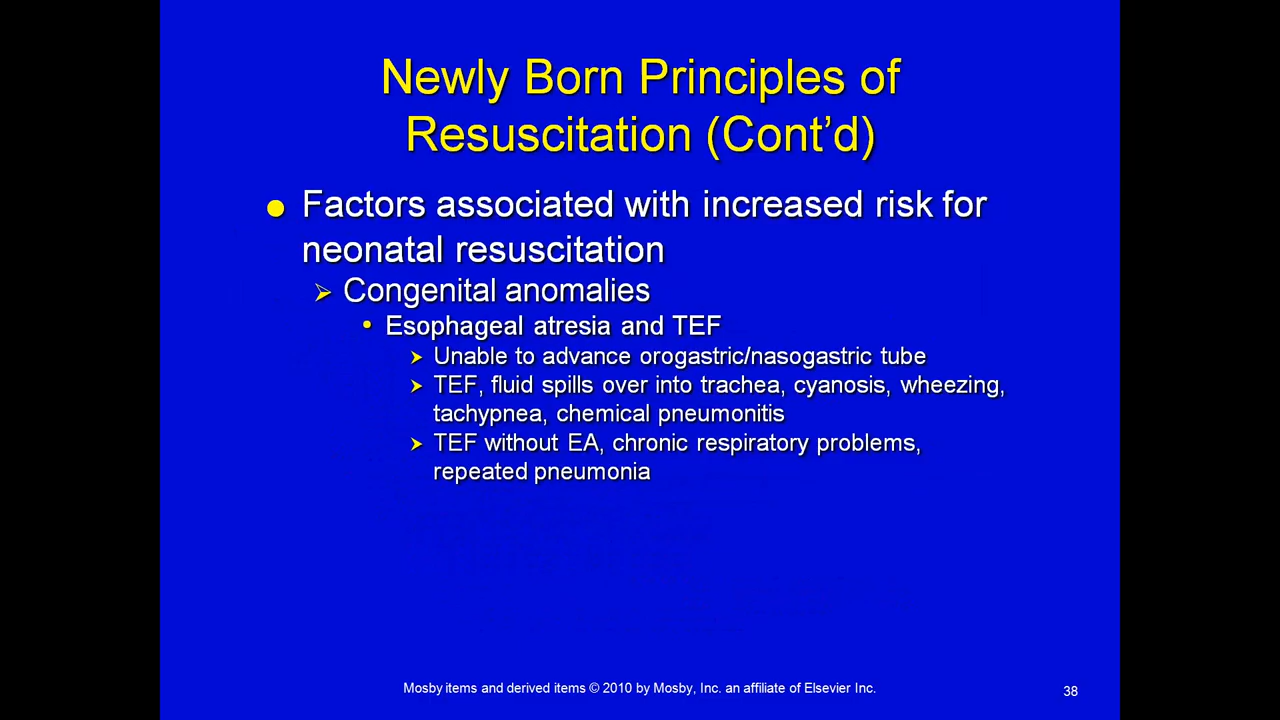 Newly Born Principles of
Resuscitation (Cont’d)
Factors associated with increased risk for
neonatal resuscitation
Congenital anomalies
Esophageal atresia and TEF
Unable to advance orogastric/nasogastric tube
TEF, fluid spills over into trachea, cyanosis, wheezing,
tachypnea, chemical pneumonitis
TEF without EA, chronic respiratory problems,
repeated pneumonia
Mosby items and derived items © 2010 by Mosby, Inc. an affiliate of Elsevier Inc.
38